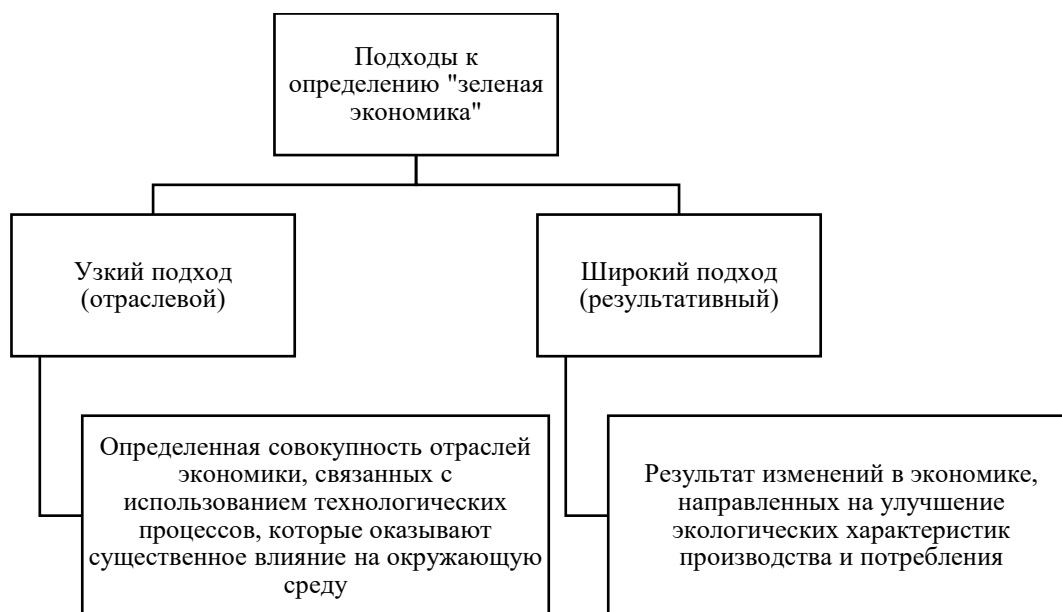 Подходы к
определению "зеленая
экономика"
Узкий подход
(отраслевой)
Широкий подход
(результативный)
Определенная совокупность отраслей
экономики, связанных с
использованием технологических
процессов, которые оказывают
существенное влияние на окружающую
среду
Результат изменений в экономике,
направленных на улучшение
экологических характеристик
производства и потребления